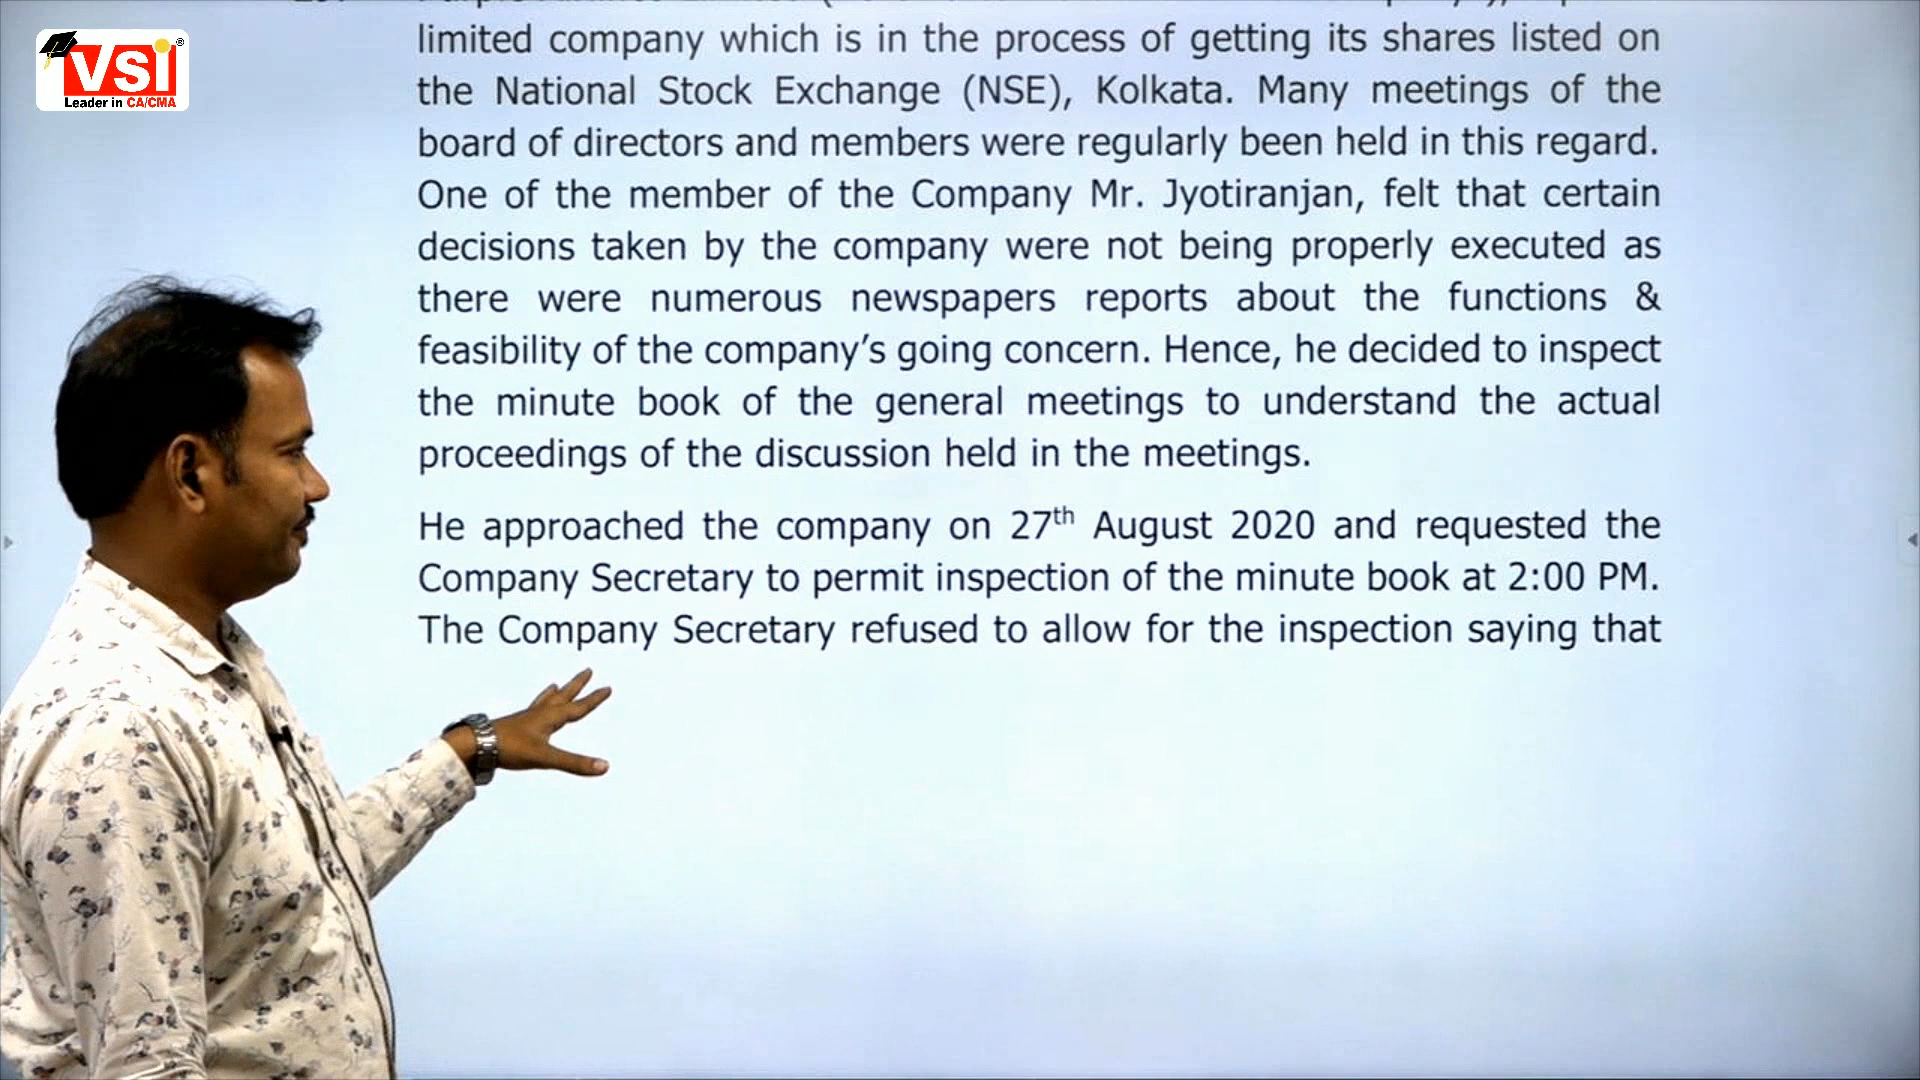 VSI
Leader in CA/CMA
limited company which is in the process of getting its shares listed on
the National Stock Exchange (NSE), Kolkata. Many meetings of the
board of directors and members were regularly been held in this regard.
One of the member of the Company Mr. Jyotiranjan, felt that certain
decisions taken by the company were not being properly executed as
there were numerous newspapers reports about the functions &
feasibility of the company's going concern. Hence, he decided to inspect
the minute book of the general meetings to understand the actual
proceedings of the discussion held in the meetings.
He approached the company on 27th August 2020 and requested the
Company Secretary to permit inspection of the minute book at 2:00 PM.
The Company Secretary refused to allow for the inspection saying that